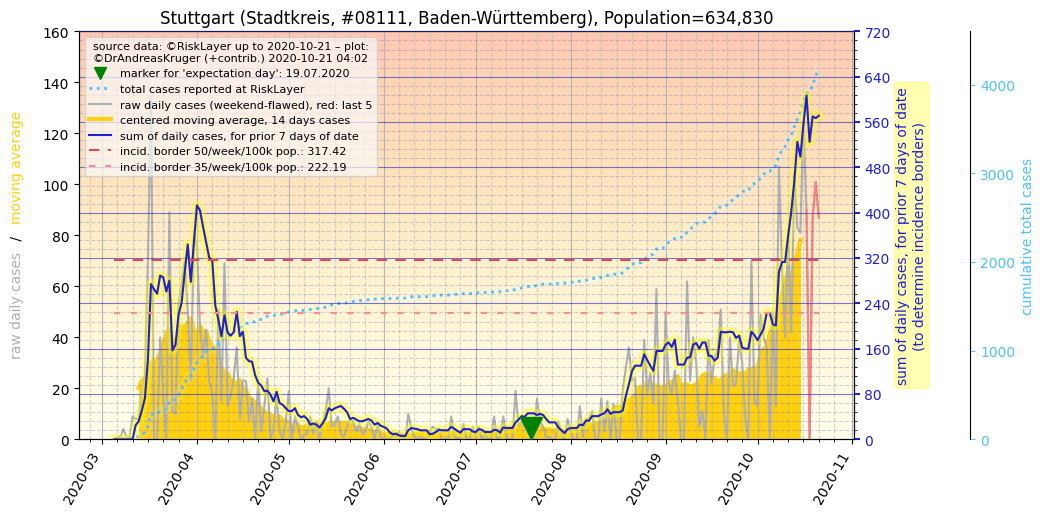 Stuttgart (Stadtkreis, #08111, Baden-Württemberg), Population=634,830
source data: ©RiskLayer up to 2020-10-21 – plot:
©DrAndreasKruger (+contrib.) 2020-10-21 04:02
marker for 'expectation day': 19.07.2020
total cases reported at RiskLayer
raw daily cases (weekend-flawed), red: last 5
centered moving average, 14 days cases
sum of daily cases, for prior 7 days of date
incid. border 50/week/100k pop.: 317.42
incid. border 35/week/100k pop.: 222.19
raw daily cases / moving average
160
140
120
100
80
60
40
20
0
720
640
560
480
400
320
240
160
80
0
sum of daily cases, for prior 7 days of date
(to determine incidence borders)
4000
3000
2000
1000
0
cumulative total cases
2020-03
2020-04
2020-05
2020-06
2020-07
2020-08
2020-09
2020-10
2020-11